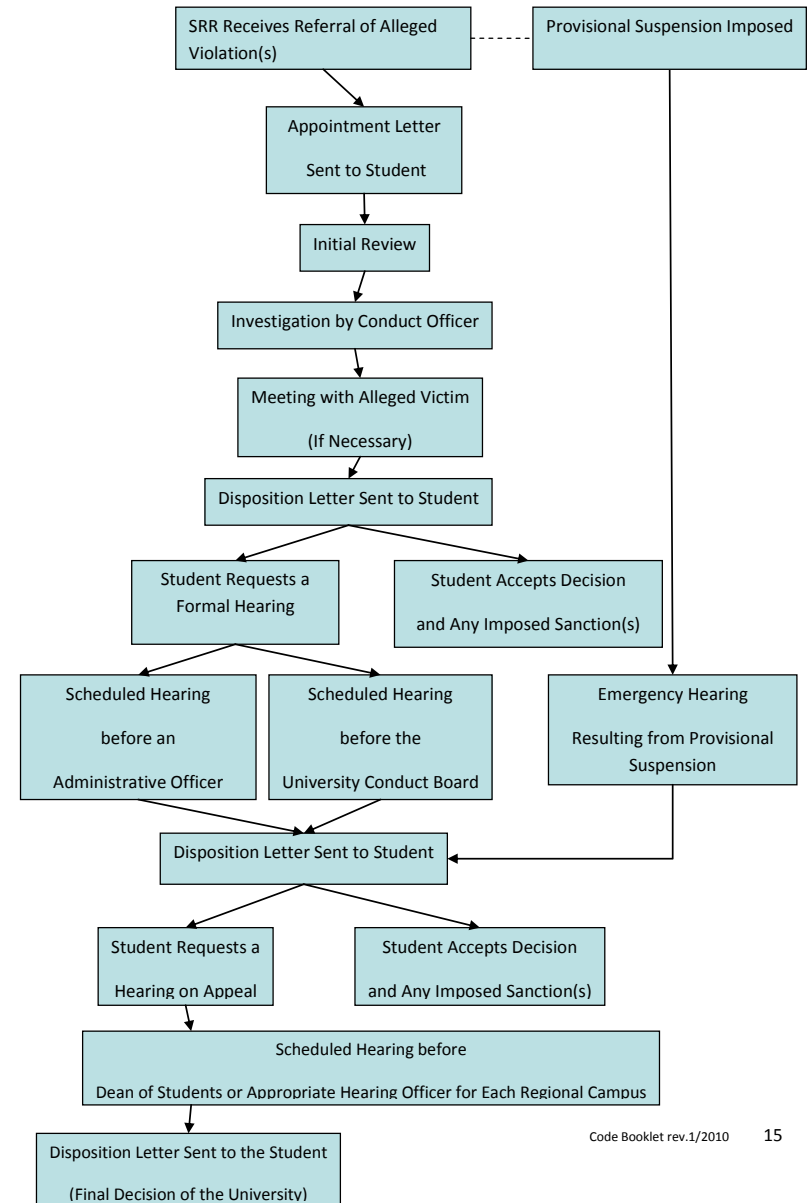 SRR Receives Referral of Alleged
Violation(s)
Provisional Suspension Imposed
Appointment Letter
Sent to Student
Initial Review
Investigation by Conduct Officer
Meeting with Alleged Victim
(If Necessary)
Disposition Letter Sent to Student
Student Requests a
Formal Hearing
Student Accepts Decision
and Any Imposed Sanction(s)
Scheduled Hearing
before an
Administrative Officer
Scheduled Hearing
before the
University Conduct Board
Emergency Hearing
Resulting from Provisional
Suspension
Disposition Letter Sent to Student
Student Requests a
Hearing on Appeal
Student Accepts Decision
and Any Imposed Sanction(s)
Scheduled Hearing before
Dean of Students or Appropriate Hearing Officer for Each Regional Campus
Disposition Letter Sent to the Student
(Final Decision of the University)
Code Booklet rev.1/2010 15